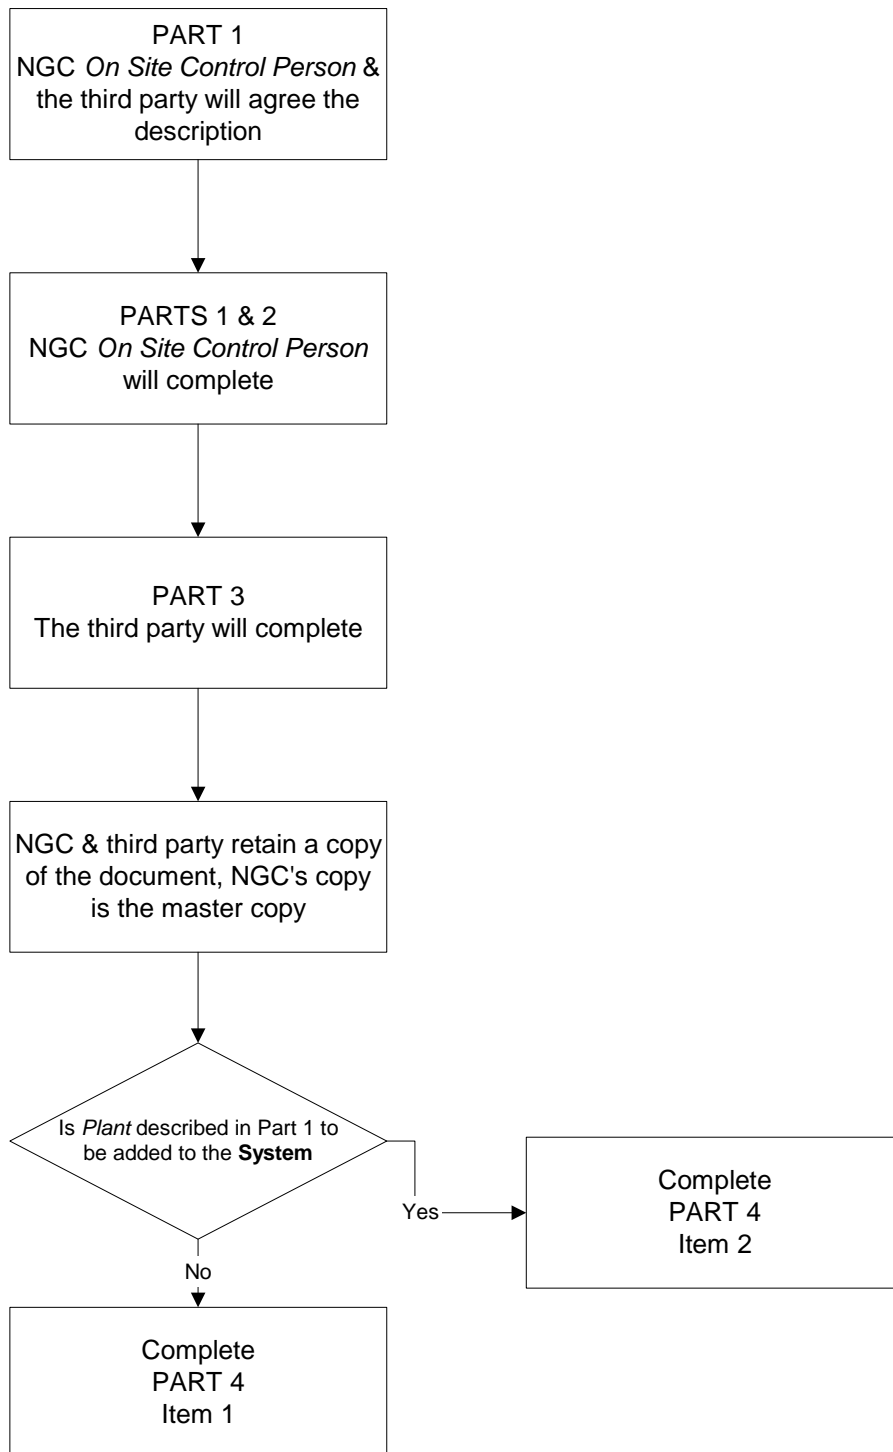 PART 1
NGC On Site Control Person &
the third party will agree the
description
PARTS 1 & 2
NGC On Site Control Person
will complete
PART 3
The third party will complete
NGC & third party retain a copy
of the document, NGC's copy
is the master copy
Is Plant described in Part 1 to
be added to the System
Yes
Complete
PART 4
Item 2
No
Complete
PART 4
Item 1